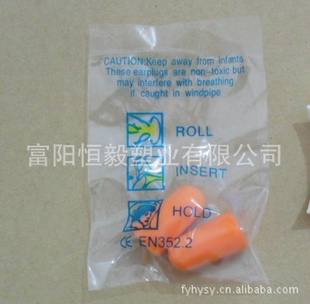 CAUTION:Keep away from infants
These earplugs are non-toxic but
may interfere with breathing
if caught in windpipe
ROLL
富阳恒毅塑业有限公司
INSERT
HOLD
CE EN352.2
fyhysy.cn.alibaba.com